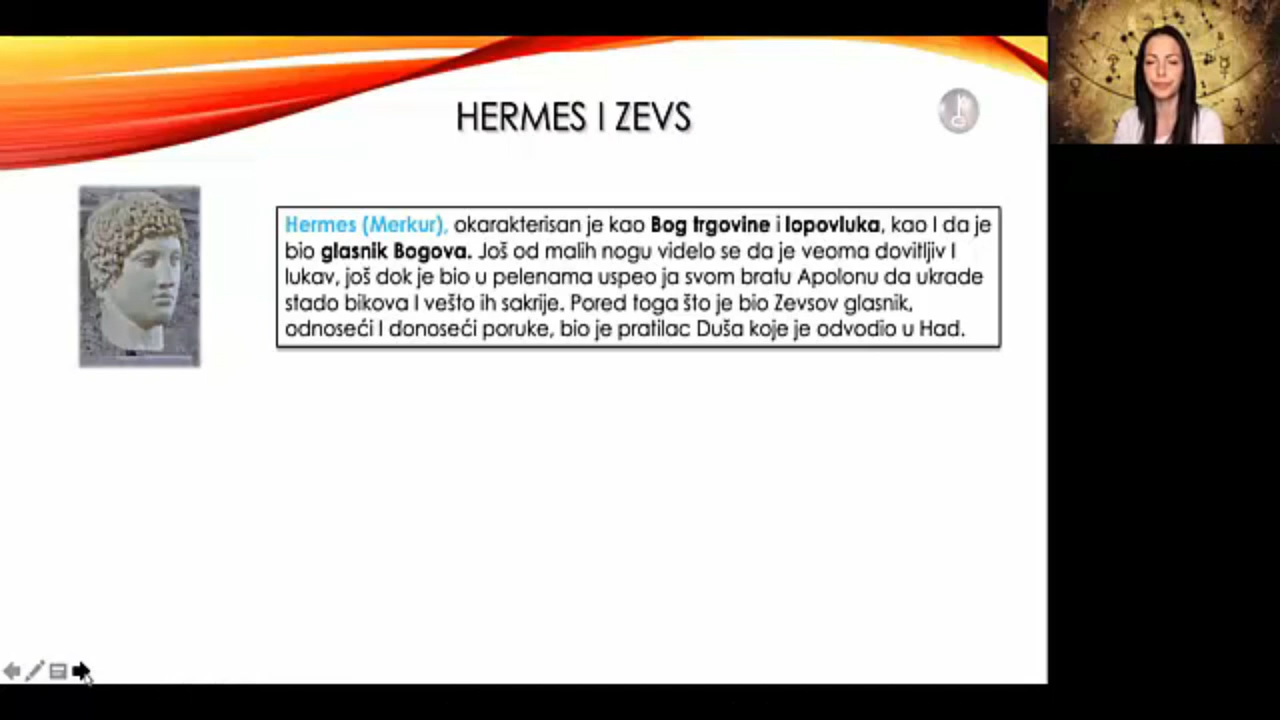 HERMES I ZEVS
Hermes (Merkur), okarakterisan je kao Bog trgovine i lopovluka, kao I da je
bio glasnik Bogova. Još od malih nogu videlo se da je veoma dovitljiv I
lukav, još dok je bio u pelenama uspeo ja svom bratu Apolonu da ukrade
stado bikova I vešto ih sakrije. Pored toga što je bio Zevsov glasnik,
odnoseći I donoseći poruke, bio je pratilac Duša koje je odvodio u Had.